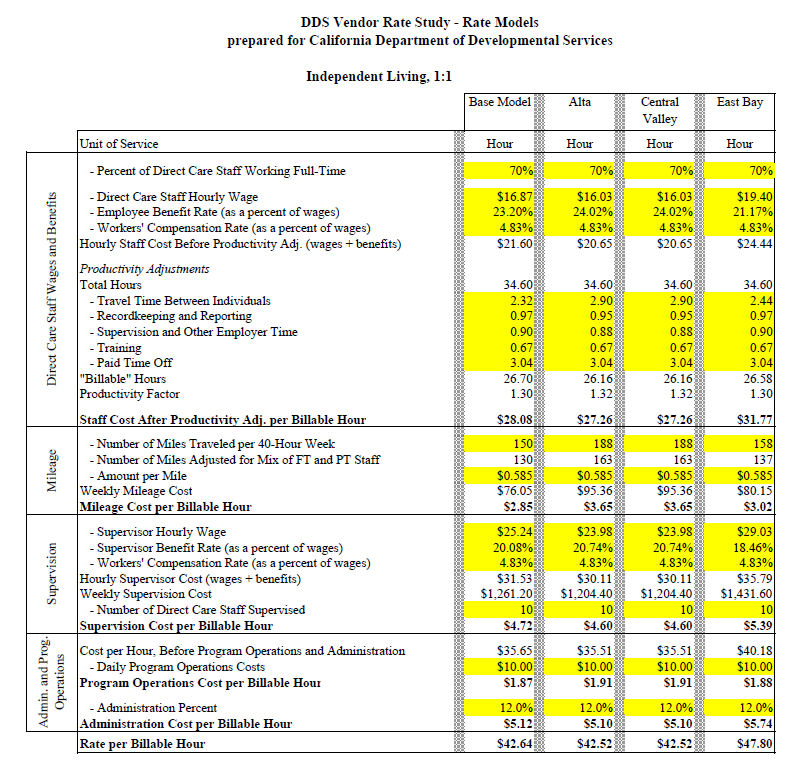 DDS Vendor Rate Study - Rate Models
prepared for California Department of Developmental Services
Independent Living, 1:1
Base Model Alta Central Valley East Bay
Unit of Service Hour Hour Hour Hour
Direct Care Staff Wages and Benefits
- Percent of Direct Care Staff Working Full-Time 70% 70% 70% 70%
- Direct Care Staff Hourly Wage $16.87 $16.03 $16.03 $19.40
- Employee Benefit Rate (as a percent of wages) 23.20% 24.02% 24.02% 21.17%
- Workers' Compensation Rate (as a percent of wages) 4.83% 4.83% 4.83% 4.83%
Hourly Staff Cost Before Productivity Adj. (wages + benefits) $21.60 $20.65 $20.65 $24.44
Productivity Adjustments
Total Hours 34.60 34.60 34.60 34.60
- Travel Time Between Individuals 2.32 2.90 2.90 2.44
- Recordkeeping and Reporting 0.97 0.95 0.95 0.97
- Supervision and Other Employer Time 0.90 0.88 0.88 0.90
- Training 0.67 0.67 0.67 0.67
- Paid Time Off 3.04 3.04 3.04 3.04
"Billable" Hours 26.70 26.16 26.16 26.58
Productivity Factor 1.30 1.32 1.32 1.30
Staff Cost After Productivity Adj. per Billable Hour $28.08 $27.26 $27.26 $31.77
Mileage
- Number of Miles Traveled per 40-Hour Week 150 188 188 158
- Number of Miles Adjusted for Mix of FT and PT Staff 130 163 163 137
- Amount per Mile $0.585 $0.585 $0.585 $0.585
Weekly Mileage Cost $76.05 $95.36 $95.36 $80.15
Mileage Cost per Billable Hour $2.85 $3.65 $3.65 $3.02
Supervision
- Supervisor Hourly Wage $25.24 $23.98 $23.98 $29.03
- Supervisor Benefit Rate (as a percent of wages) 20.08% 20.74% 20.74% 18.46%
- Workers' Compensation Rate (as a percent of wages) 4.83% 4.83% 4.83% 4.83%
Hourly Supervisor Cost (wages + benefits) $31.53 $30.11 $30.11 $35.79
Weekly Supervision Cost $1,261.20 $1,204.40 $1,204.40 $1,431.60
- Number of Direct Care Staff Supervised 10 10 10 10
Supervision Cost per Billable Hour $4.72 $4.60 $4.60 $5.39
Admin. and Prog. Operations
Cost per Hour, Before Program Operations and Administration $35.65 $35.51 $35.51 $40.18
- Daily Program Operations Costs $10.00 $10.00 $10.00 $10.00
Program Operations Cost per Billable Hour $1.87 $1.91 $1.91 $1.88
- Administration Percent 12.0% 12.0% 12.0% 12.0%
Administration Cost per Billable Hour $5.12 $5.10 $5.10 $5.74
Rate per Billable Hour $42.64 $42.52 $42.52 $47.80